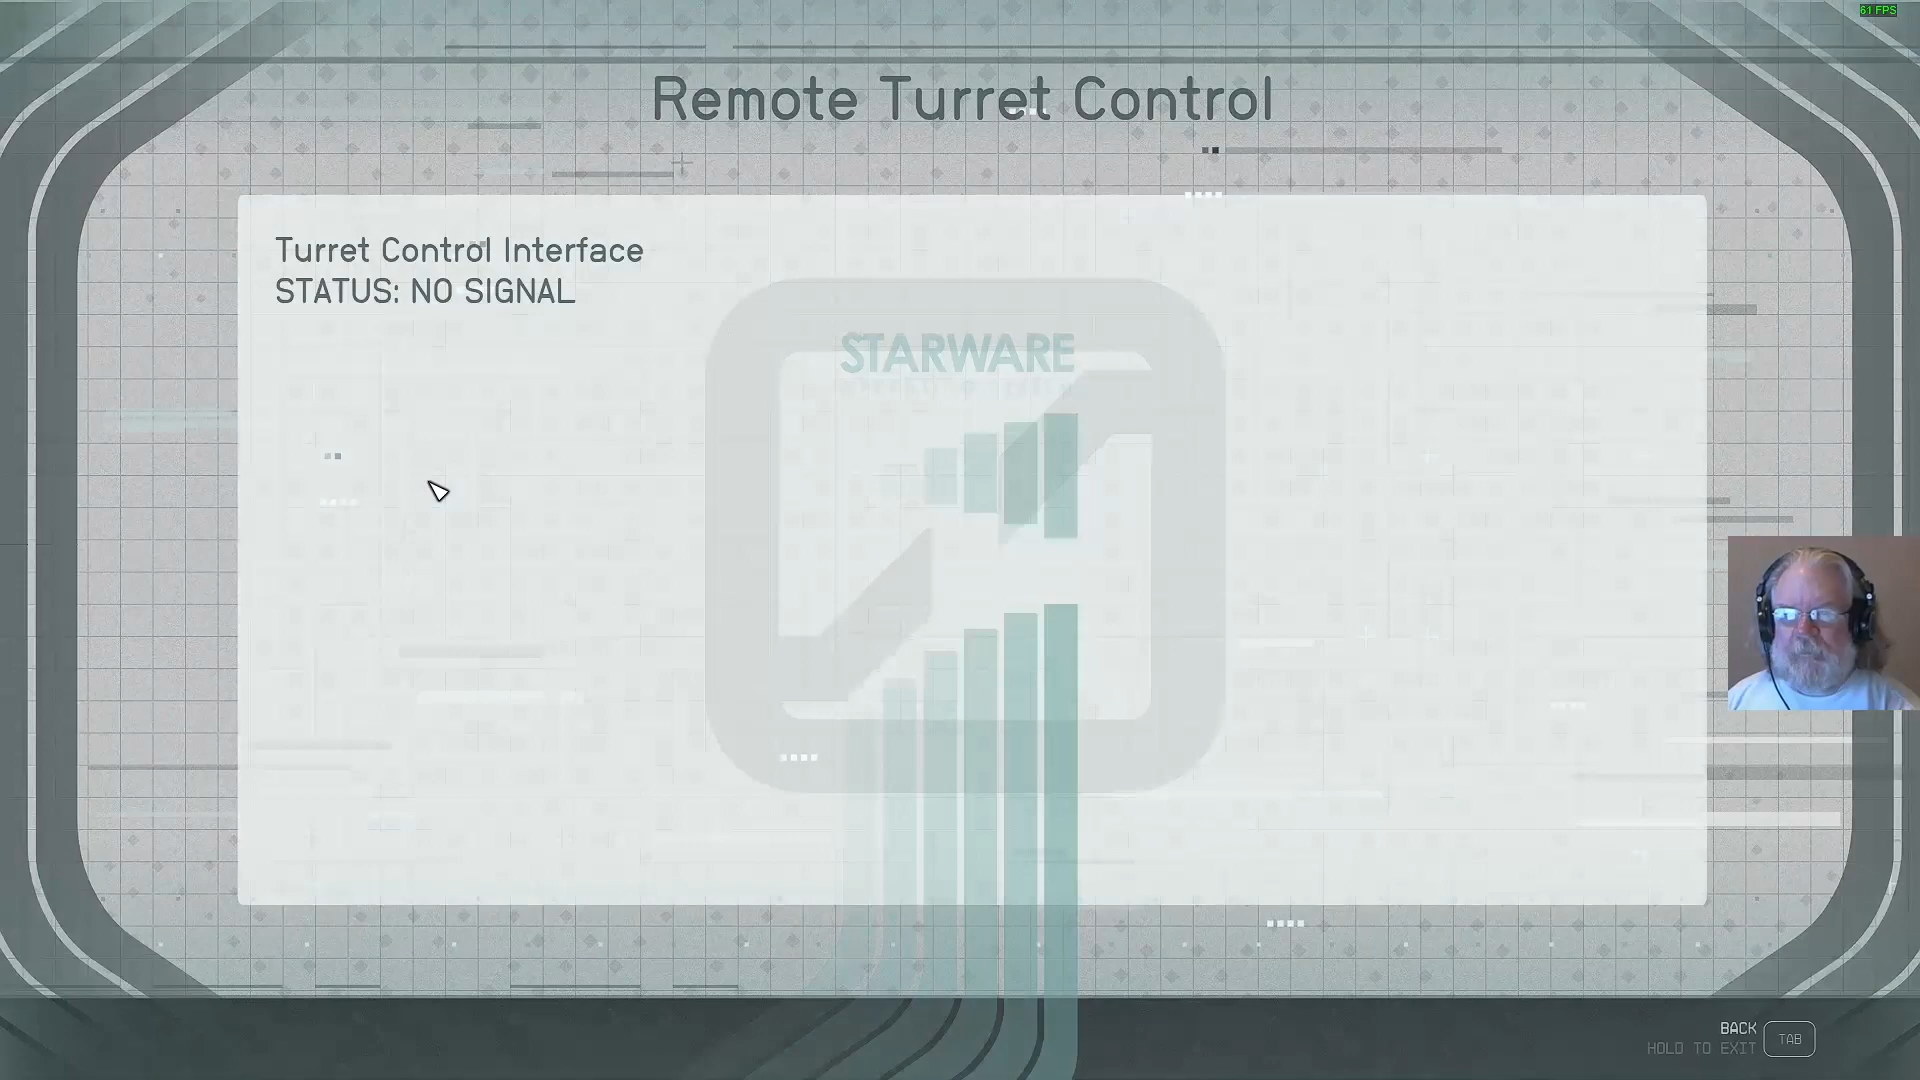 61 FPS
Remote Turret Control
Turret Control Interface
STATUS: NO SIGNAL
STARWARE
BACK
HOLD TO EXIT
TAB